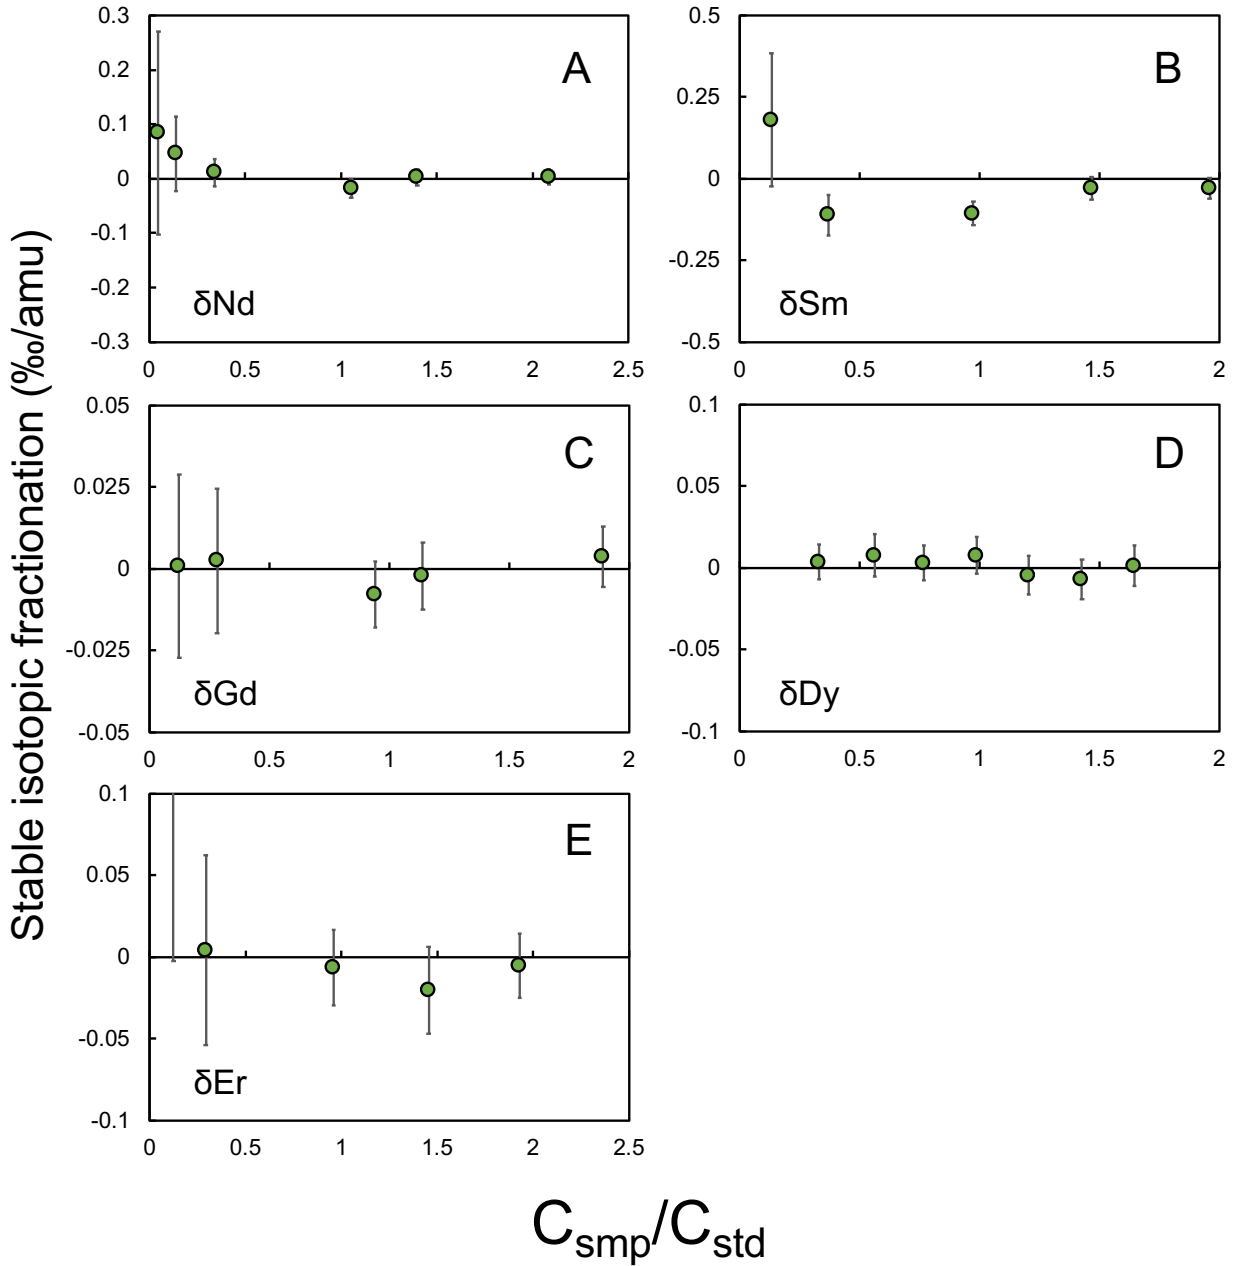 Stable isotopic fractionation (‰/amu)
0.3
0.2
0.1
0
-0.1
-0.2
-0.3
A
δNd
0 0.5 1 1.5 2 2.5
0.5
0.25
0
-0.25
-0.5
B
δSm
0 0.5 1 1.5 2
0.05
0.025
0
-0.025
-0.05
C
δGd
0 0.5 1 1.5 2
0.1
0.05
0
-0.05
-0.1
D
δDy
0 0.5 1 1.5 2
0.1
0.05
0
-0.05
-0.1
E
δEr
0 0.5 1 1.5 2 2.5
Csmp/Cstd